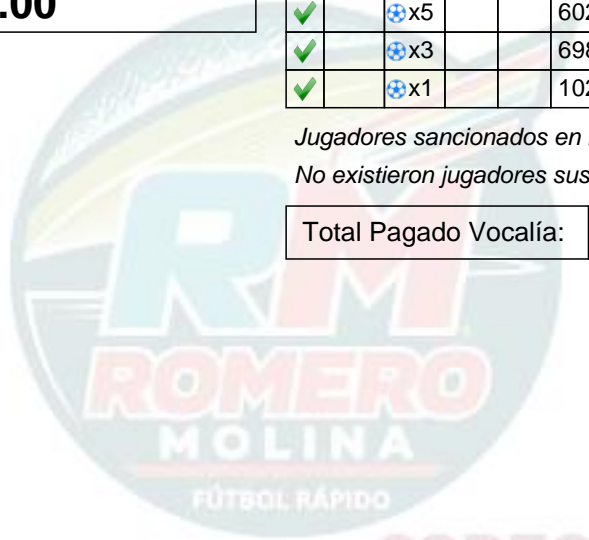 .00
x5 602
x3 698
x1 102
Jugadores sancionados en
No existieron jugadores sus
Total Pagado Vocalía:
RM
ROMERO
MOLINA
FÚTBOL RÁPIDO